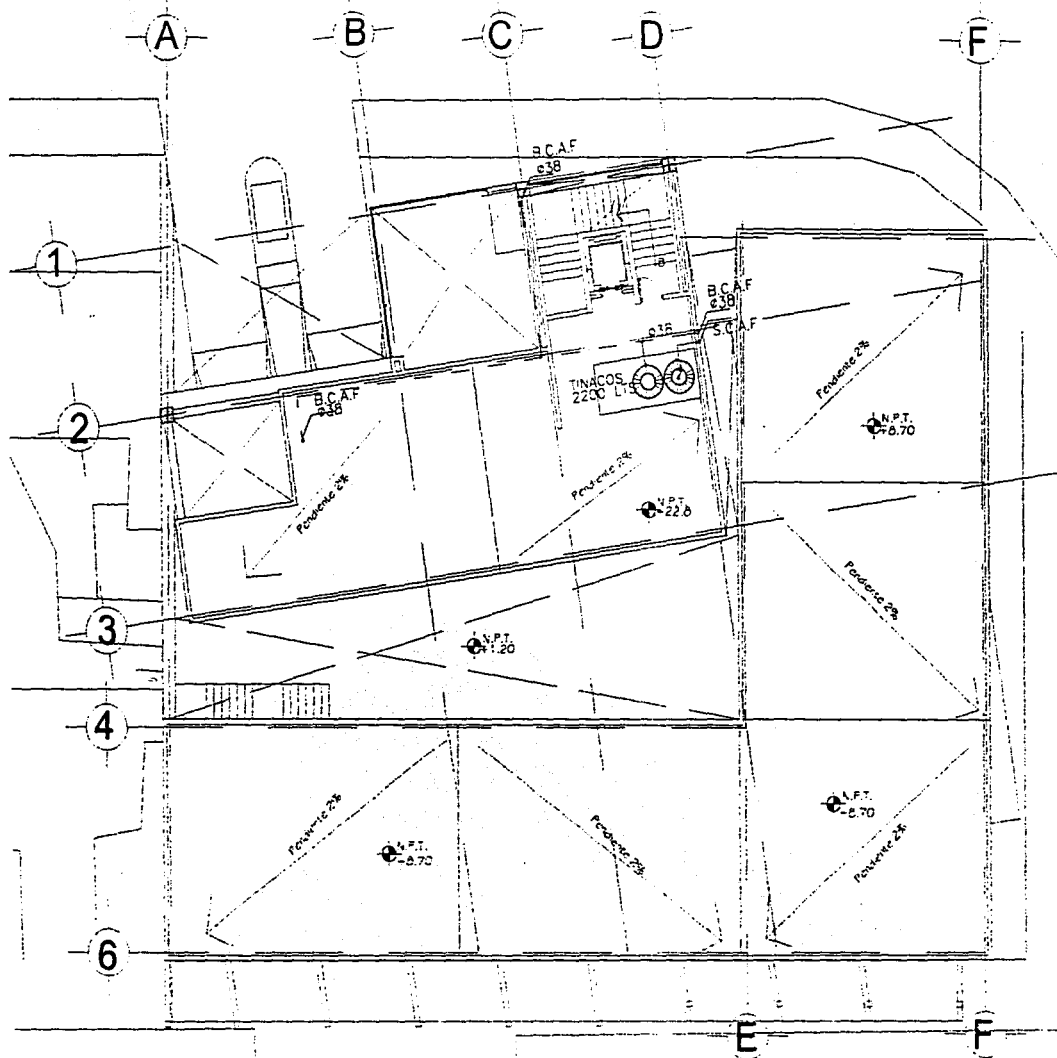 A
B
C
D
F
B.C.A.F
ø38
1
B
B.C.A.F
ø38
S.C.A.F
ø38
Pendiente 2%
TINACOS
2200 LTS
B.C.A.F
ø38
2
N.P.T.
+8.70
Pendiente 2%
Pendiente 2%
N.P.T.
+22.8
Pendiente 2%
3
N.P.T.
+1.20
4
Pendiente 2%
Pendiente 2%
N.P.T.
+8.70
Pendiente 2%
N.P.T.
+8.70
6
E
F